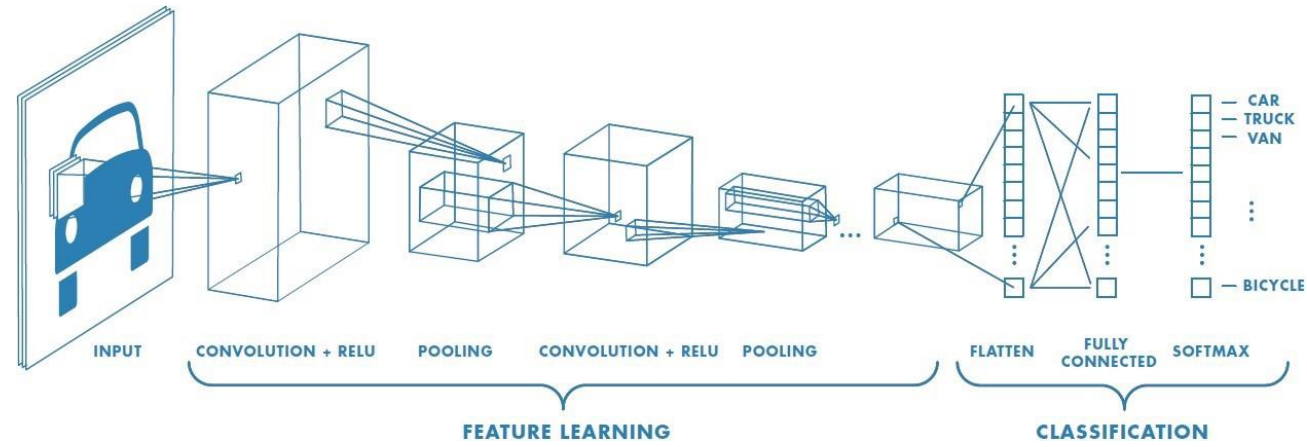 CAR
TRUCK
VAN
BICYCLE
INPUT
CONVOLUTION + RELU
POOLING
CONVOLUTION + RELU
POOLING
FLATTEN
FULLY
CONNECTED
SOFTMAX
FEATURE LEARNING
CLASSIFICATION